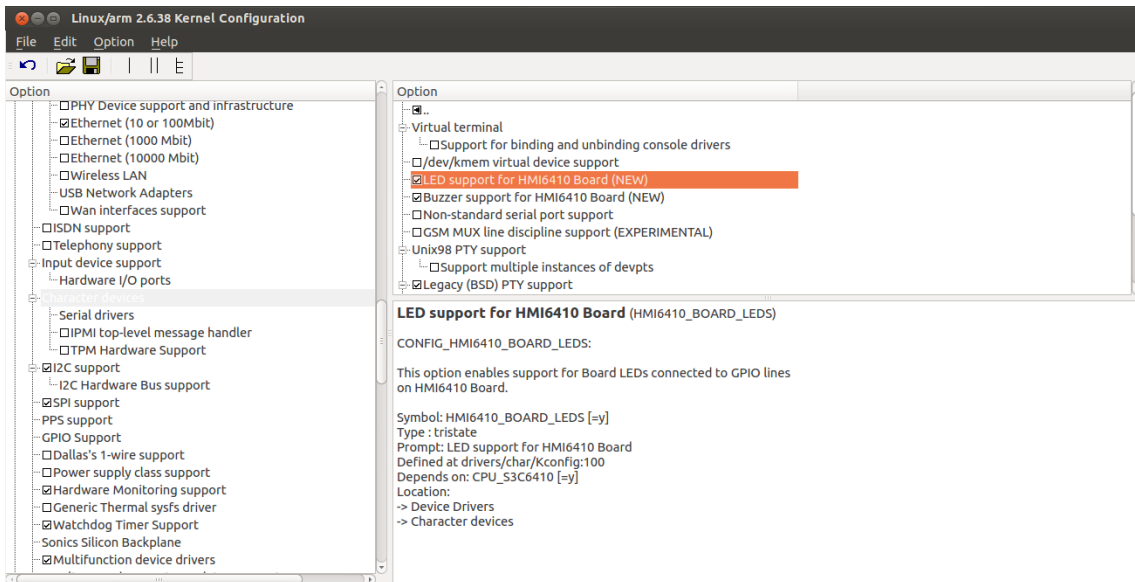 Linux/arm 2.6.38 Kernel Configuration
File Edit Option Help
Option
PHY Device support and infrastructure
Ethernet (10 or 100Mbit)
Ethernet (1000 Mbit)
Ethernet (10000 Mbit)
Wireless LAN
USB Network Adapters
Wan interfaces support
ISDN support
Telephony support
Input device support
Hardware I/O ports
Character devices
Serial drivers
IPMI top-level message handler
TPM Hardware Support
I2C support
I2C Hardware Bus support
SPI support
PPS support
GPIO Support
Dallas's 1-wire support
Power supply class support
Hardware Monitoring support
Generic Thermal sysfs driver
Watchdog Timer Support
Sonics Silicon Backplane
Multifunction device drivers
Option
..
Virtual terminal
Support for binding and unbinding console drivers
/dev/kmem virtual device support
LED support for HMI6410 Board (NEW)
Buzzer support for HMI6410 Board (NEW)
Non-standard serial port support
GSM MUX line discipline support (EXPERIMENTAL)
Unix98 PTY support
Support multiple instances of devpts
Legacy (BSD) PTY support
LED support for HMI6410 Board (HMI6410_BOARD_LEDS)
CONFIG_HMI6410_BOARD_LEDS:
This option enables support for Board LEDs connected to GPIO lines
on HMI6410 Board.
Symbol: HMI6410_BOARD_LEDS [=y]
Type : tristate
Prompt: LED support for HMI6410 Board
Defined at drivers/char/Kconfig:100
Depends on: CPU_S3C6410 [=y]
Location:
-> Device Drivers
-> Character devices